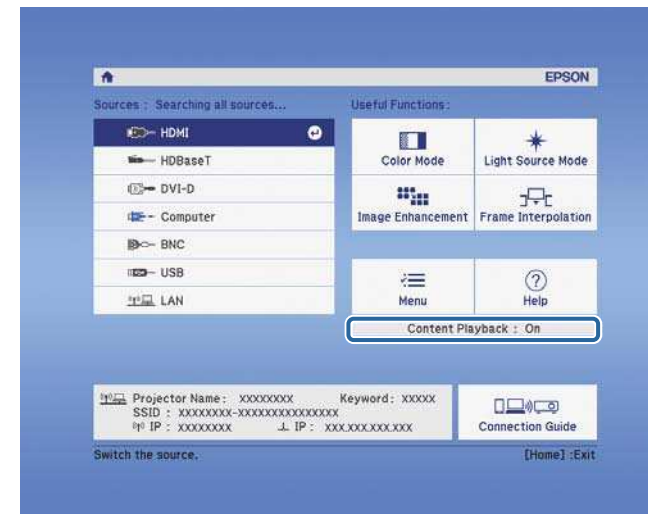 EPSON
Sources : Searching all sources...
HDMI
HDBaseT
DVI-D
Computer
BNC
USB
LAN
Useful Functions :
Color Mode
Light Source Mode
Image Enhancement
Frame Interpolation
Menu
Help
Content Playback : On
Projector Name : XXXXXXXX Keyword : XXXXX
SSID : XXXXXXXX-XXXXXXXXXXXXXXX
IP : XXXXXXXX IP : XXX.XXX.XXX.XXX
Connection Guide
Switch the source.
[Home] :Exit